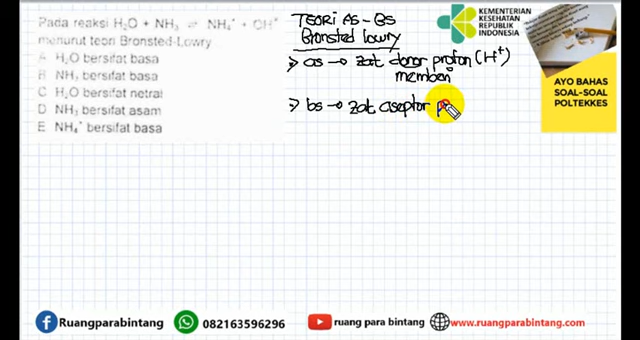 Pada reaksi H₂O + NH₃ ⇌ NH₄⁺ + OH⁻
menurut teori Bronsted-Lowry
A H₂O bersifat basa
B NH₃ bersifat basa
C H₂O bersifat netral
D NH₃ bersifat asam
E NH₄⁺ bersifat basa
TEORI AS - BS
Bronsted Lowry
⇒ as → zat donor proton (H⁺)
memberi
⇒ bs → zat aseptor p
KEMENTERIAN
KESEHATAN
REPUBLIK
INDONESIA
AYO BAHAS
SOAL-SOAL
POLTEKKES
Ruangparabintang
082163596296
ruang para bintang
www.ruangparabintang.com